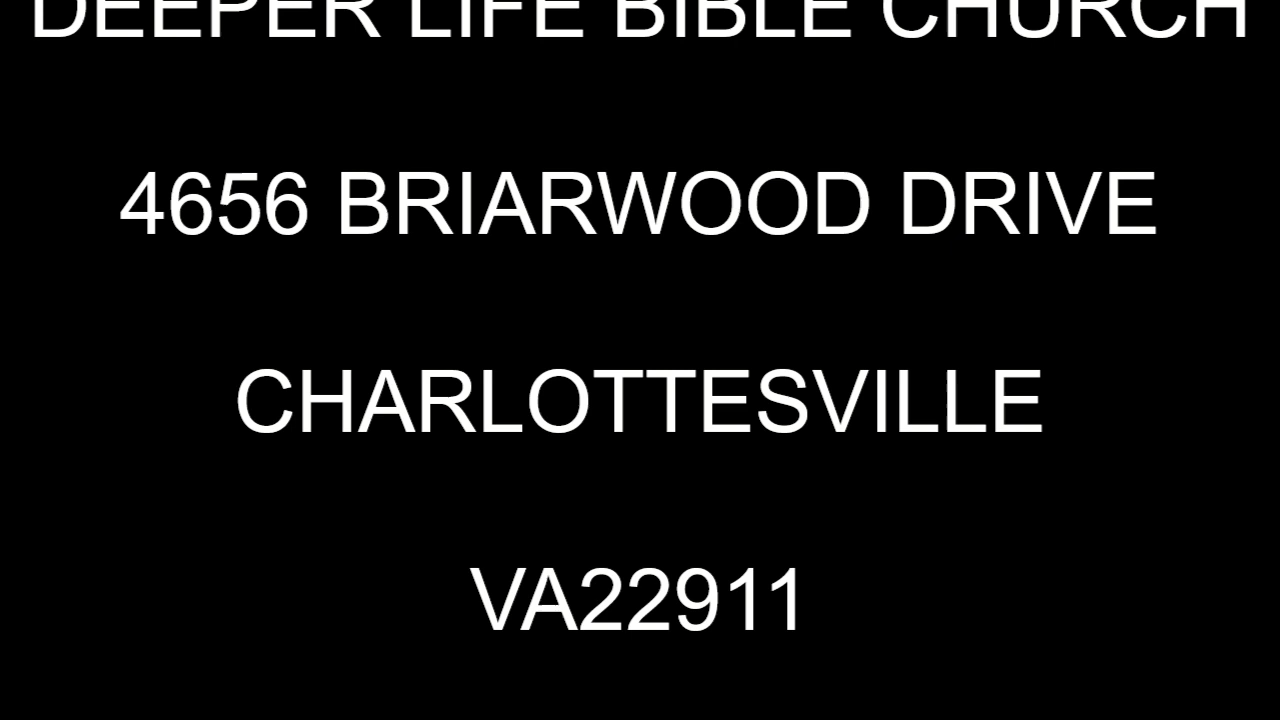 DEEPER LIFE BIBLE CHURCH
4656 BRIARWOOD DRIVE
CHARLOTTESVILLE
VA22911